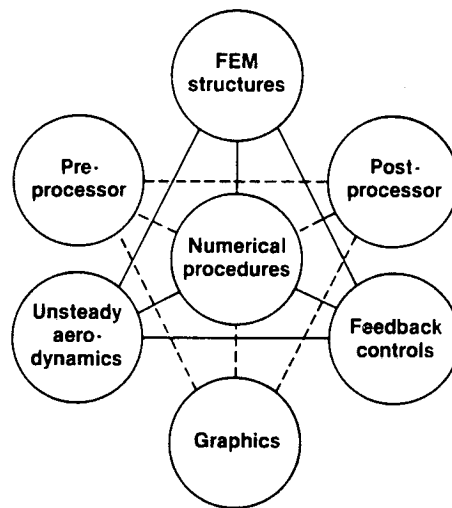 FEM
structures
Pre-
processor
Post-
processor
Numerical
procedures
Unsteady
aero-
dynamics
Feedback
controls
Graphics